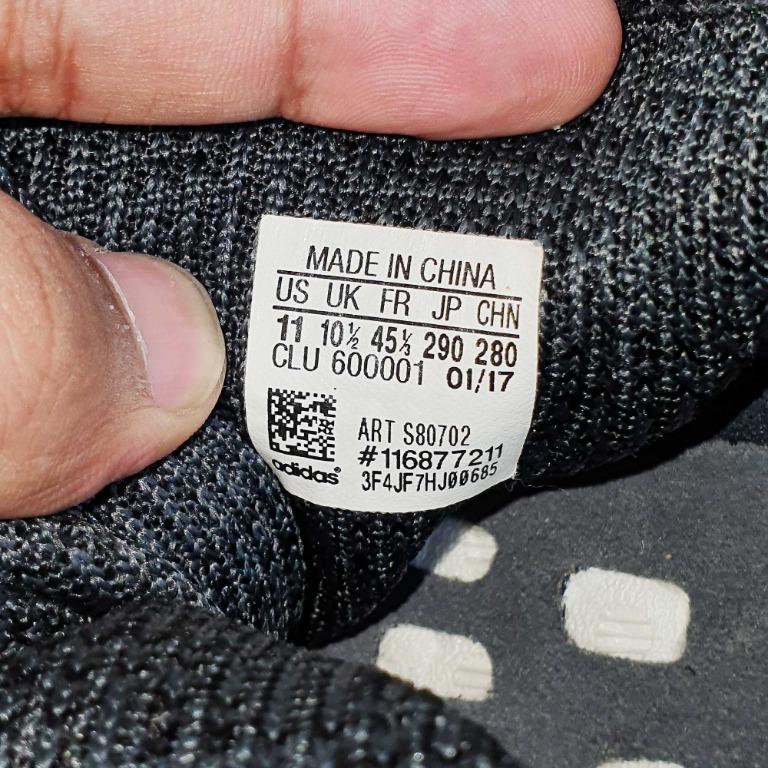 MADE IN CHINA
US UK FR JP CHN
11 10½ 45⅓ 290 280
CLU 600001 01/17
ART S80702
#116877211
adidas® 3F4JF7HJ00685